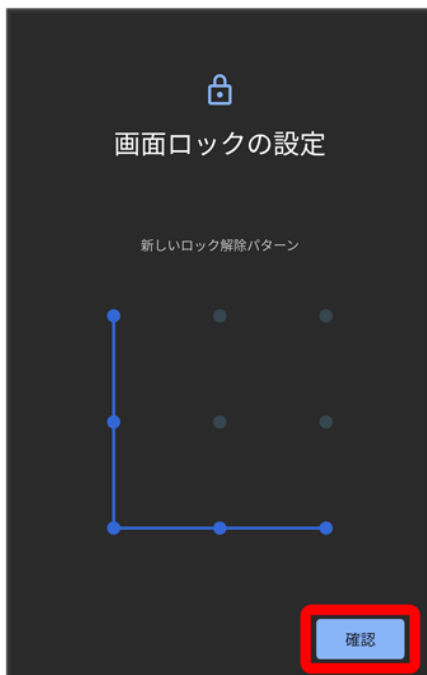 画面ロックの設定
新しいロック解除パターン
確認